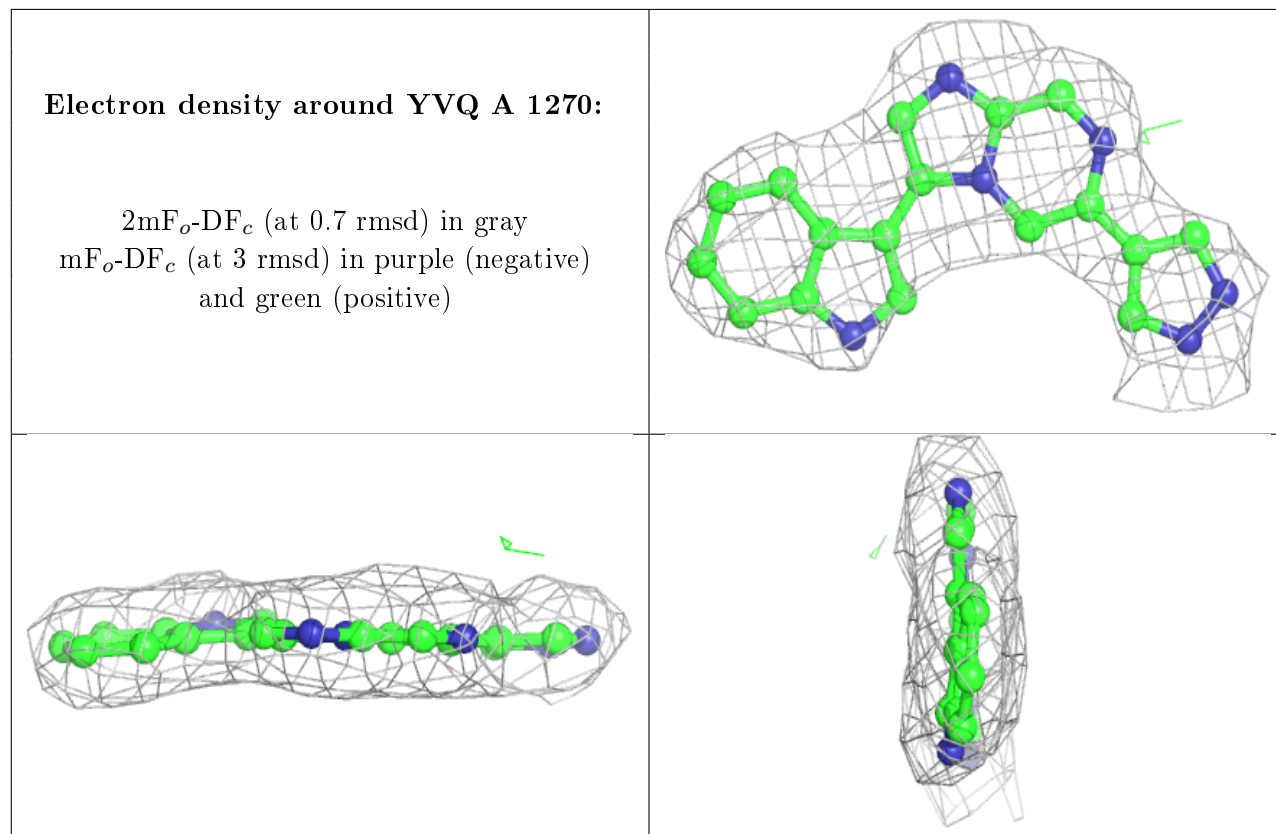 Electron density around YVQ A 1270:
2mFo-DFc (at 0.7 rmsd) in gray
mFo-DFc (at 3 rmsd) in purple (negative)
and green (positive)